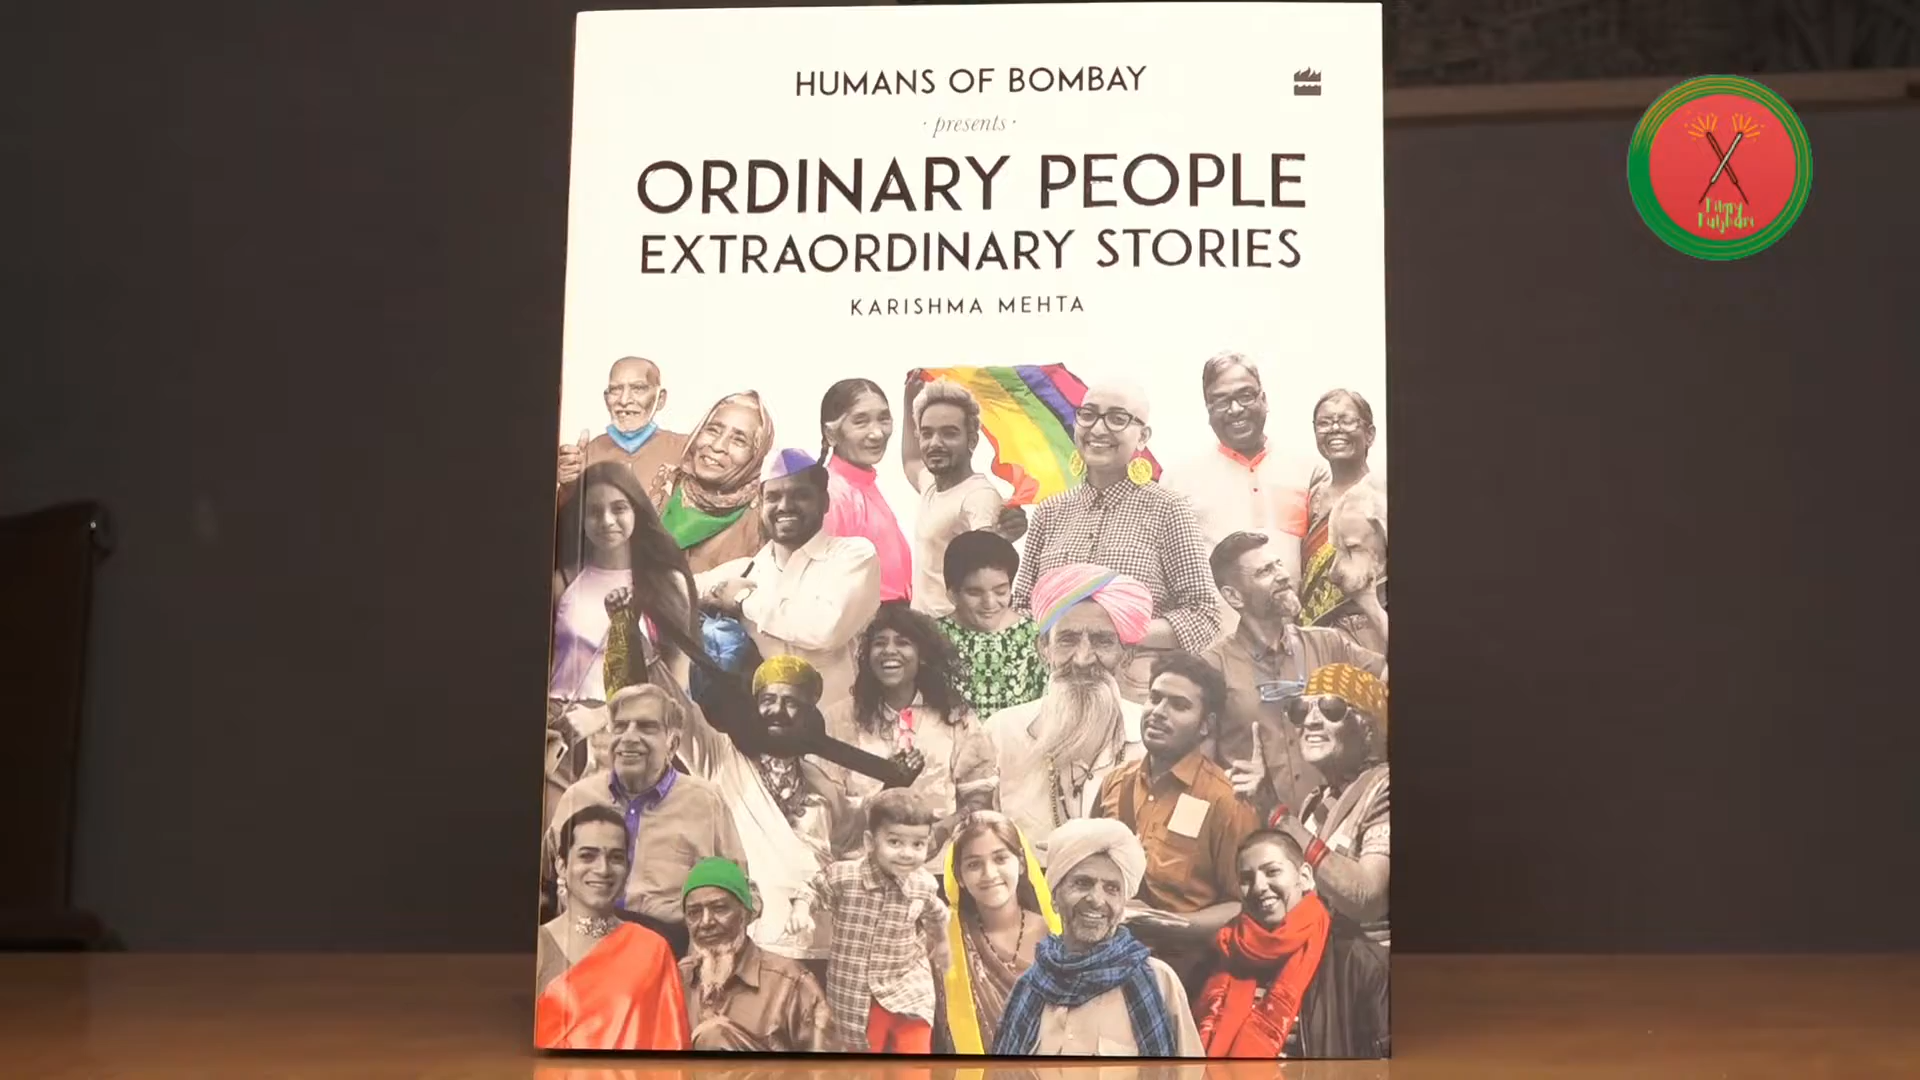 HUMANS OF BOMBAY
· presents ·
ORDINARY PEOPLE
EXTRAORDINARY STORIES
KARISHMA MEHTA